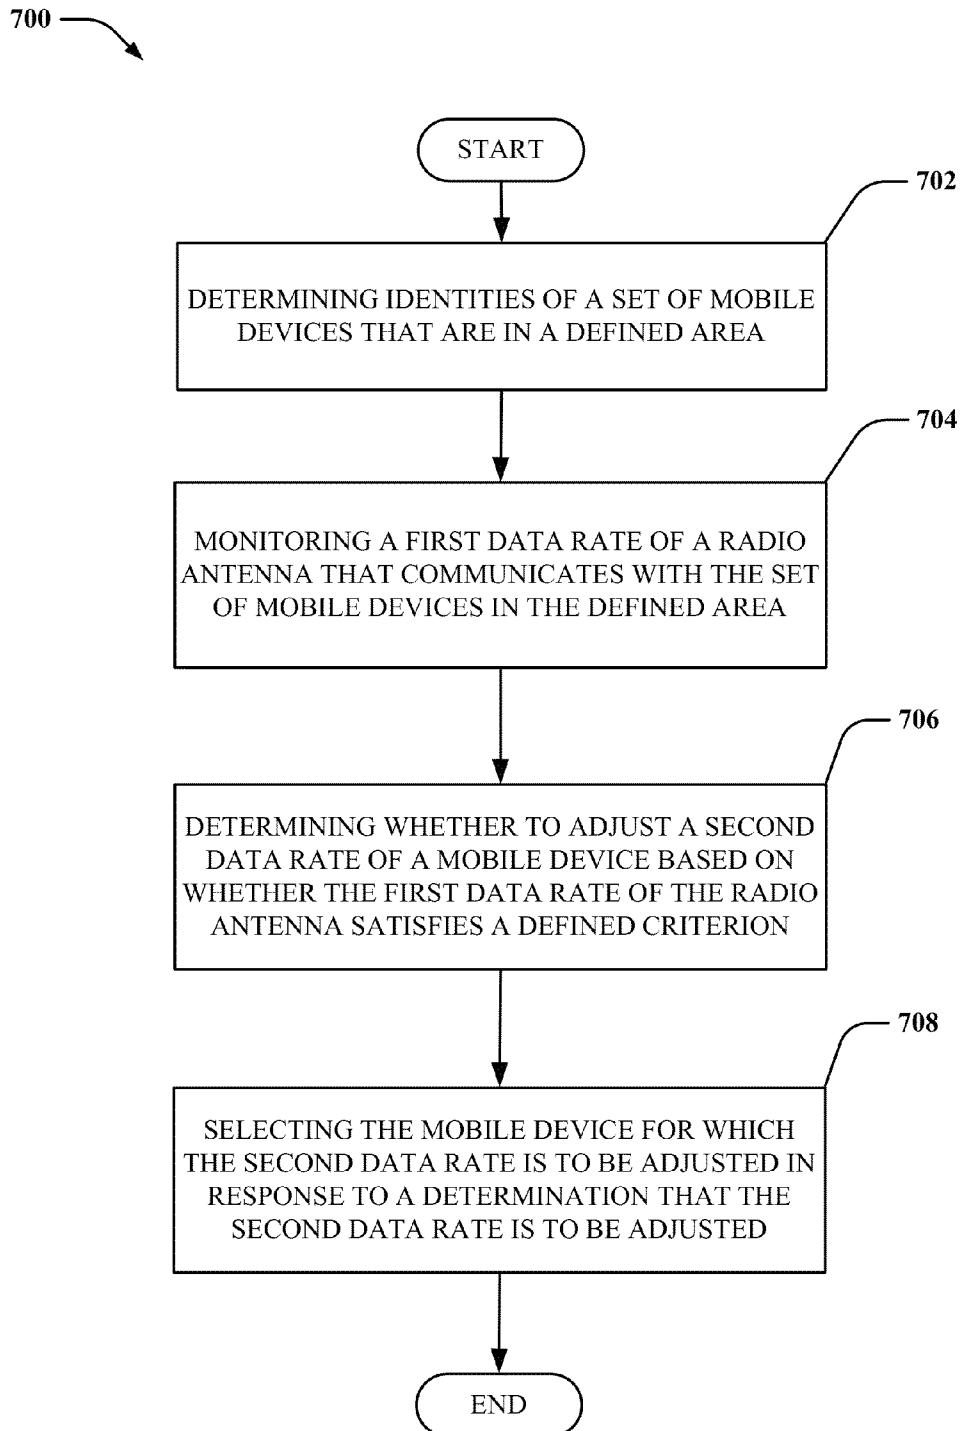 700
START
702
DETERMINING IDENTITIES OF A SET OF MOBILE
DEVICES THAT ARE IN A DEFINED AREA
704
MONITORING A FIRST DATA RATE OF A RADIO
ANTENNA THAT COMMUNICATES WITH THE SET
OF MOBILE DEVICES IN THE DEFINED AREA
706
DETERMINING WHETHER TO ADJUST A SECOND
DATA RATE OF A MOBILE DEVICE BASED ON
WHETHER THE FIRST DATA RATE OF THE RADIO
ANTENNA SATISFIES A DEFINED CRITERION
708
SELECTING THE MOBILE DEVICE FOR WHICH
THE SECOND DATA RATE IS TO BE ADJUSTED IN
RESPONSE TO A DETERMINATION THAT THE
SECOND DATA RATE IS TO BE ADJUSTED
END